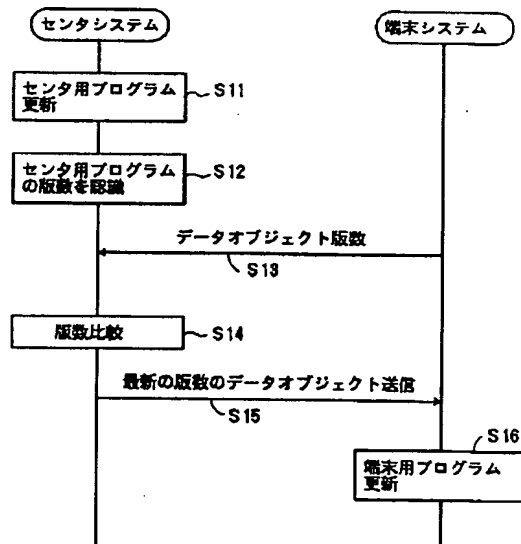 センタシステム
端末システム
センタ用プログラム
更新
S11
センタ用プログラム
の版数を認識
S12
データオブジェクト版数
S13
版数比較
S14
最新の版数のデータオブジェクト送信
S15
S16
端末用プログラム
更新